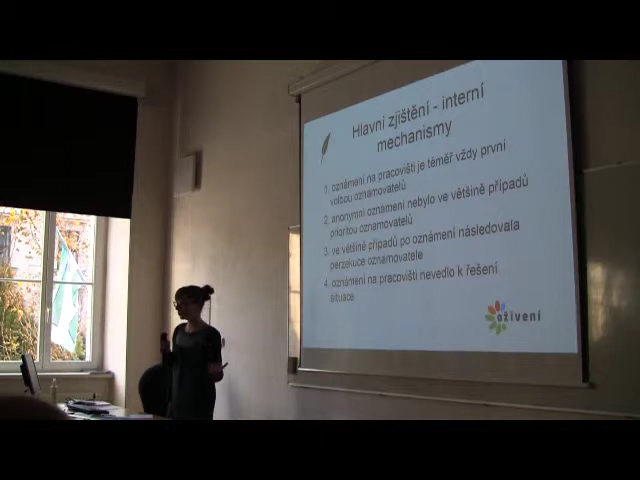 Hlavní zjištění - interní
mechanismy
1. oznámení na pracovišti je téměř vždy první
volbou oznamovatelů
2. anonymní oznámení nebylo ve většině případů
prioritou oznamovatelů
3. ve většině případů po oznámení následovala
perzekuce oznamovatele
4. oznámení na pracovišti nevedlo k řešení
situace
oživení